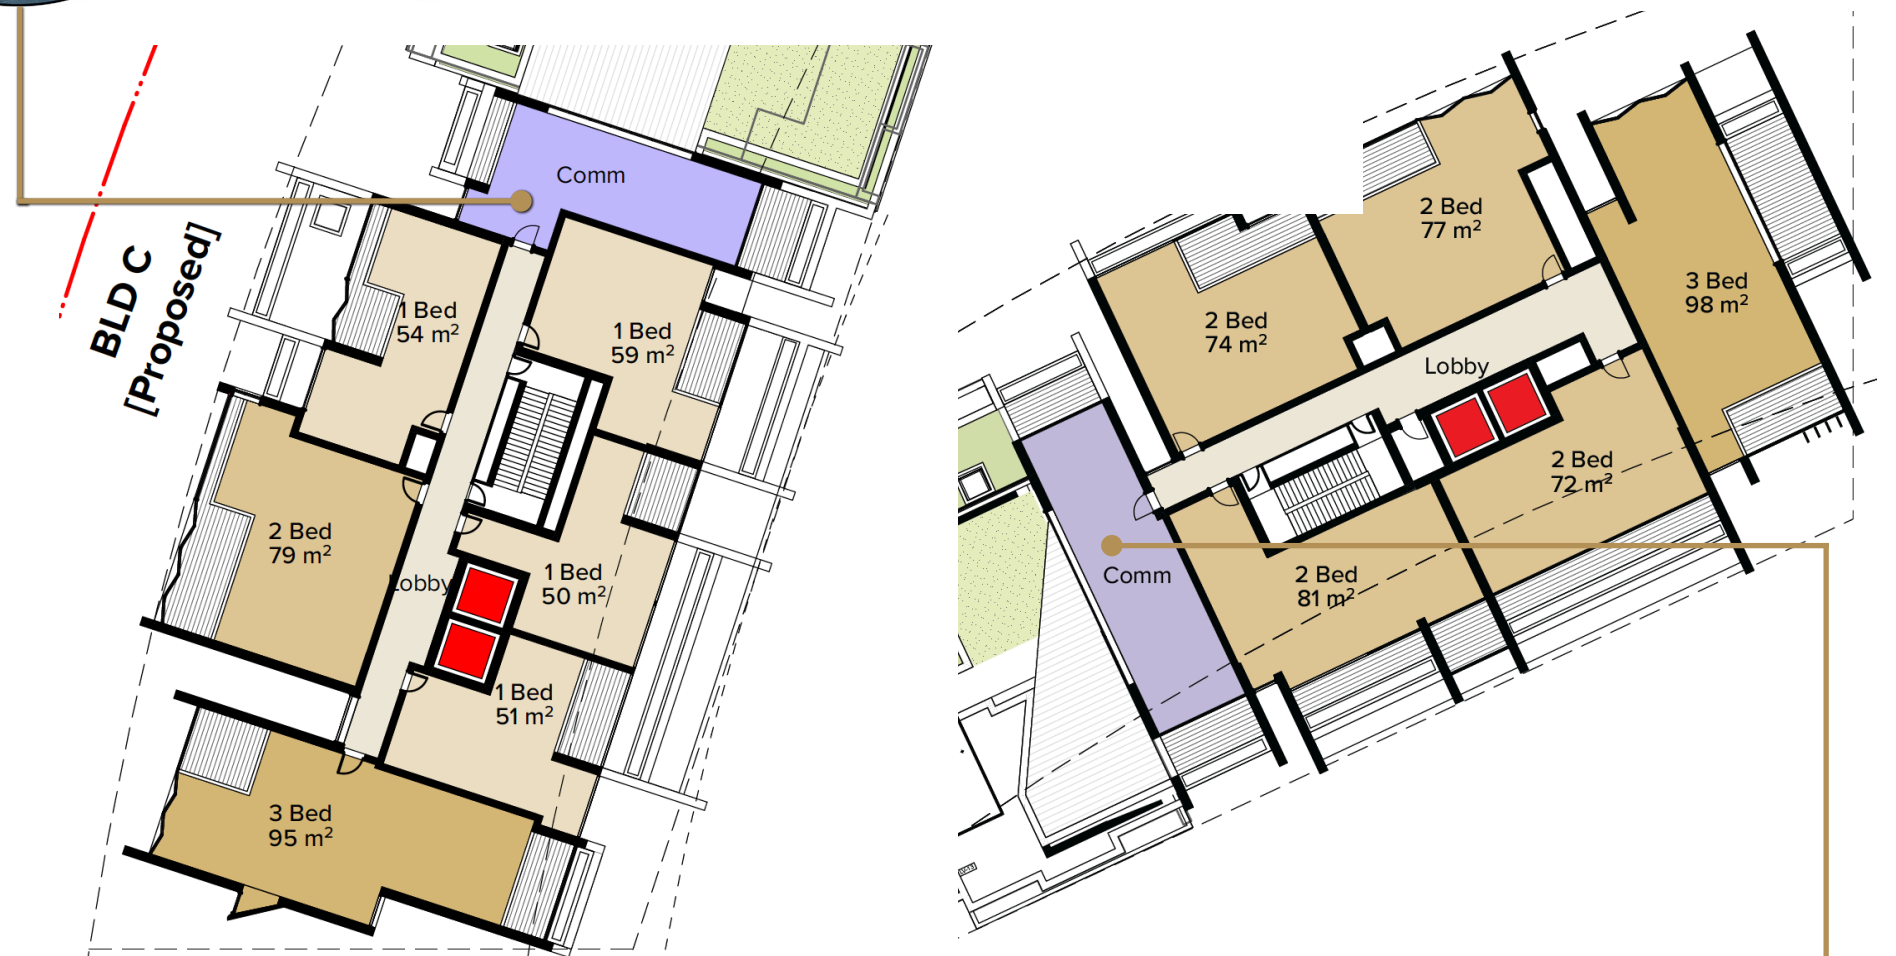 Comm
BLD C
[Proposed]
1 Bed
54 m²
1 Bed
59 m²
2 Bed
79 m²
Lobby
1 Bed
50 m²
1 Bed
51 m²
3 Bed
95 m²
2 Bed
77 m²
3 Bed
98 m²
2 Bed
74 m²
Lobby
2 Bed
72 m²
Comm
2 Bed
81 m²